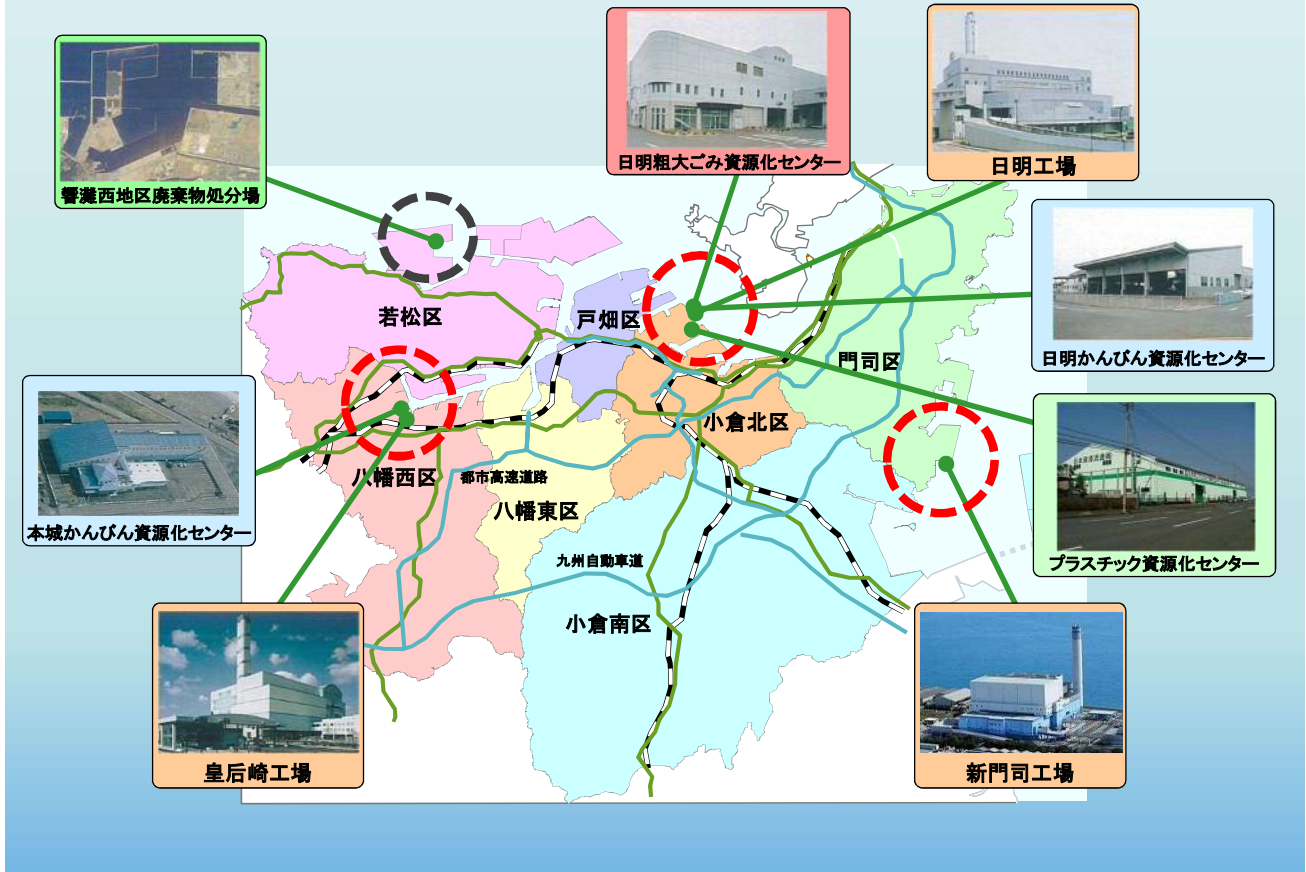 日明粗大ごみ資源化センター
日明工場
響灘西地区廃棄物処分場
日明かんびん資源化センター
若松区
戸畑区
門司区
小倉北区
八幡西区
都市高速道路
八幡東区
本城かんびん資源化センター
九州自動車道
プラスチック資源化センター
小倉南区
皇后崎工場
新門司工場